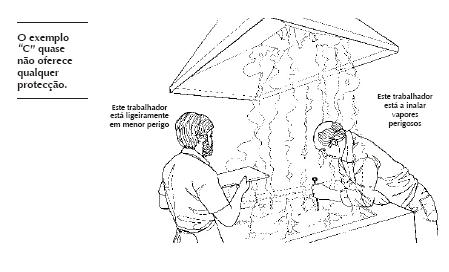 O exemplo
“C” quase
não oferece
qualquer
protecção.
Este trabalhador
está ligeiramente
em menor perigo
Este trabalhador
está a inalar
vapores
perigosos